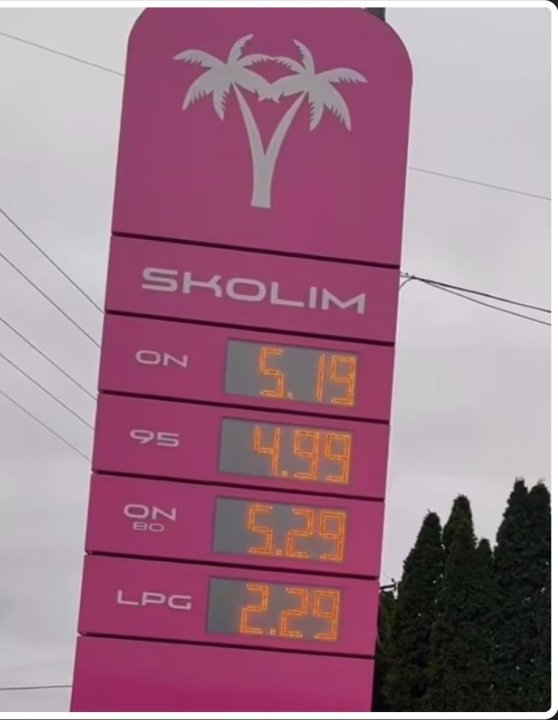 SKOLIM
ON 5.19
95 4.99
ON BO 5.29
LPG 2.29